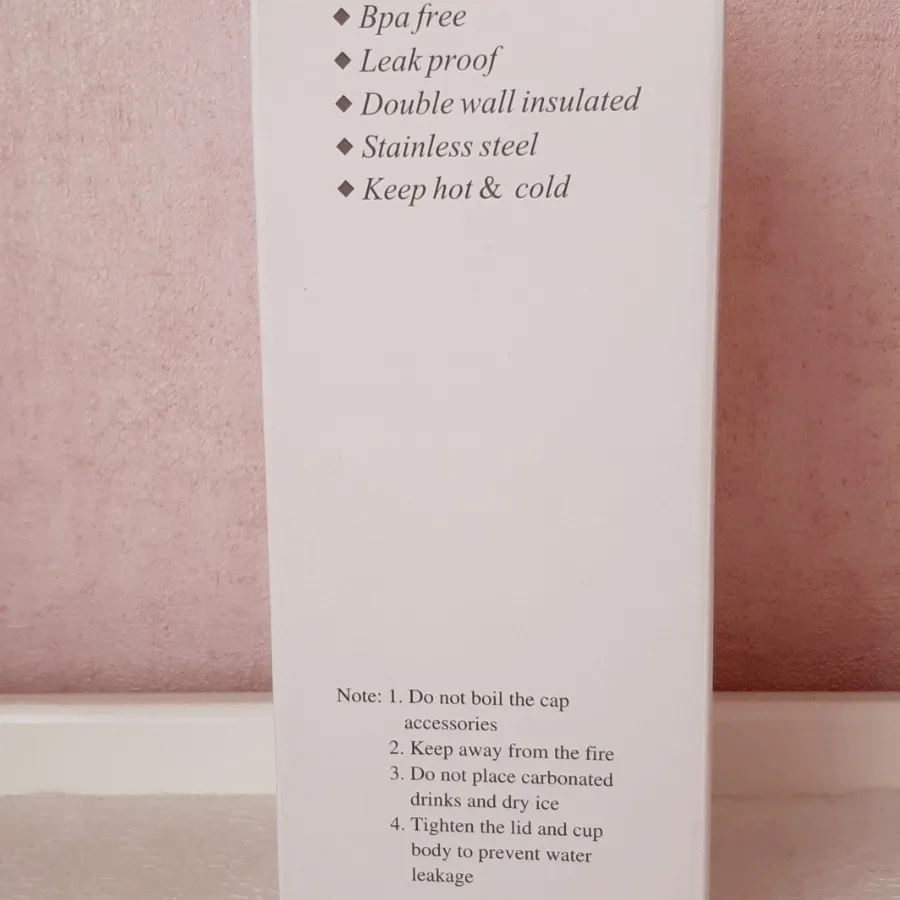 ◆ Bpa free
◆ Leak proof
◆ Double wall insulated
◆ Stainless steel
◆ Keep hot & cold
Note: 1. Do not boil the cap
accessories
2. Keep away from the fire
3. Do not place carbonated
drinks and dry ice
4. Tighten the lid and cup
body to prevent water
leakage